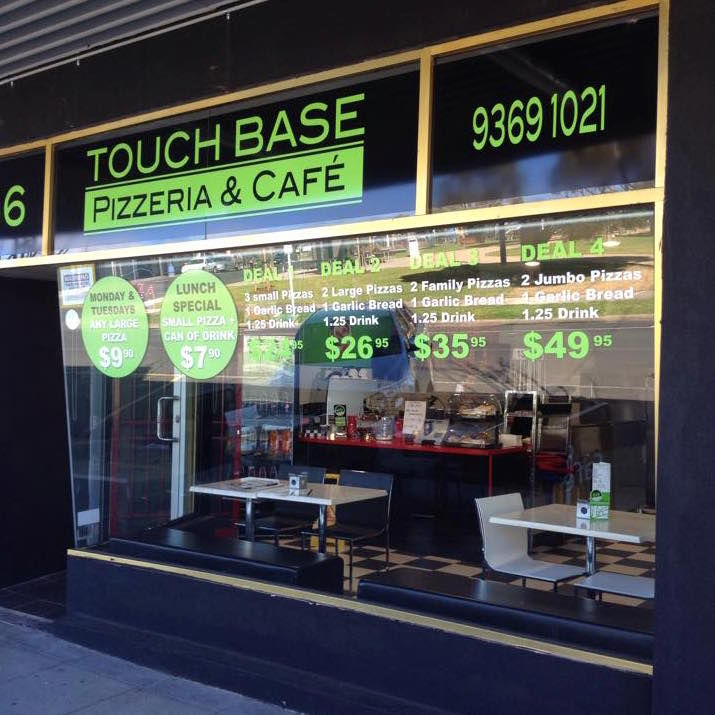 6
TOUCH BASE
PIZZERIA & CAFÉ
9369 1021
MONDAY &
TUESDAYS
ANY LARGE
PIZZA
$9 90
LUNCH
SPECIAL
SMALL PIZZA +
CAN OF DRINK
$7 90
DEAL 1
3 small Pizzas
1 Garlic Bread
1.25 Drink
95
DEAL 2
2 Large Pizzas
1 Garlic Bread
1.25 Drink
$26 95
DEAL 3
2 Family Pizzas
1 Garlic Bread
1.25 Drink
$35 95
DEAL 4
2 Jumbo Pizzas
1 Garlic Bread
1.25 Drink
$49 95